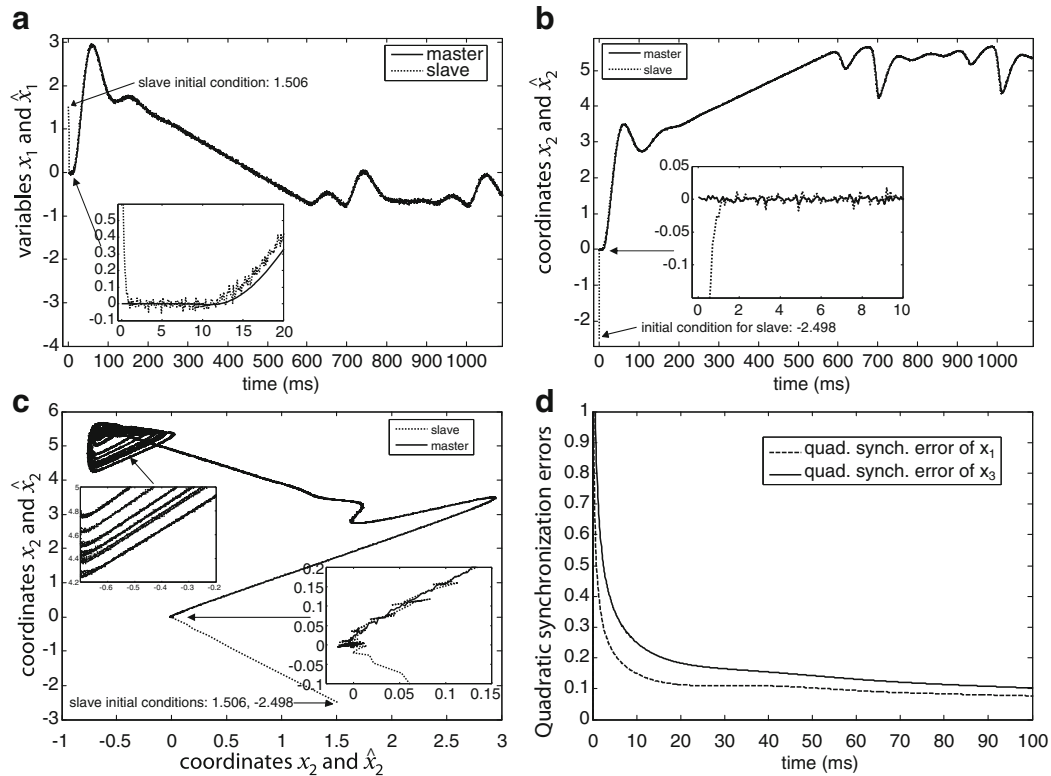 a
variables x₁ and x̂₁
3
2
1
0
-1
-2
-3
-4
master
slave
slave initial condition: 1.506
0.5
0.4
0.3
0.2
0.1
0
-0.1
0 5 10 15 20
0 100 200 300 400 500 600 700 800 900 1000
time (ms)
b
coordinates x₂ and x̂₂
5
4
3
2
1
0
-1
-2
master
slave
0.05
0
-0.05
-0.1
0 2 4 6 8 10
initial condition for slave: -2.498
0 100 200 300 400 500 600 700 800 900 1000
time (ms)
c
coordinates x₂ and x̂₂
6
5
4
3
2
1
0
-1
-2
3
slave
master
5
4.8
4.6
4.4
4.2
-0.6 -0.5 -0.4 -0.3 -0.2
0.2
0.2
0.1
0.1
0
-0.05
-0.1
0 0.05 0.1 0.15
slave initial conditions: 1.506, -2.498
-1 -0.5 0 0.5 1 1.5 2 2.5 3
coordinates x₂ and x̂₂
d
Quadratic synchronization errors
1
0.9
0.8
0.7
0.6
0.5
0.4
0.3
0.2
0.1
0
quad. synch. error of x₁
quad. synch. error of x₃
0 10 20 30 40 50 60 70 80 90 100
time (ms)